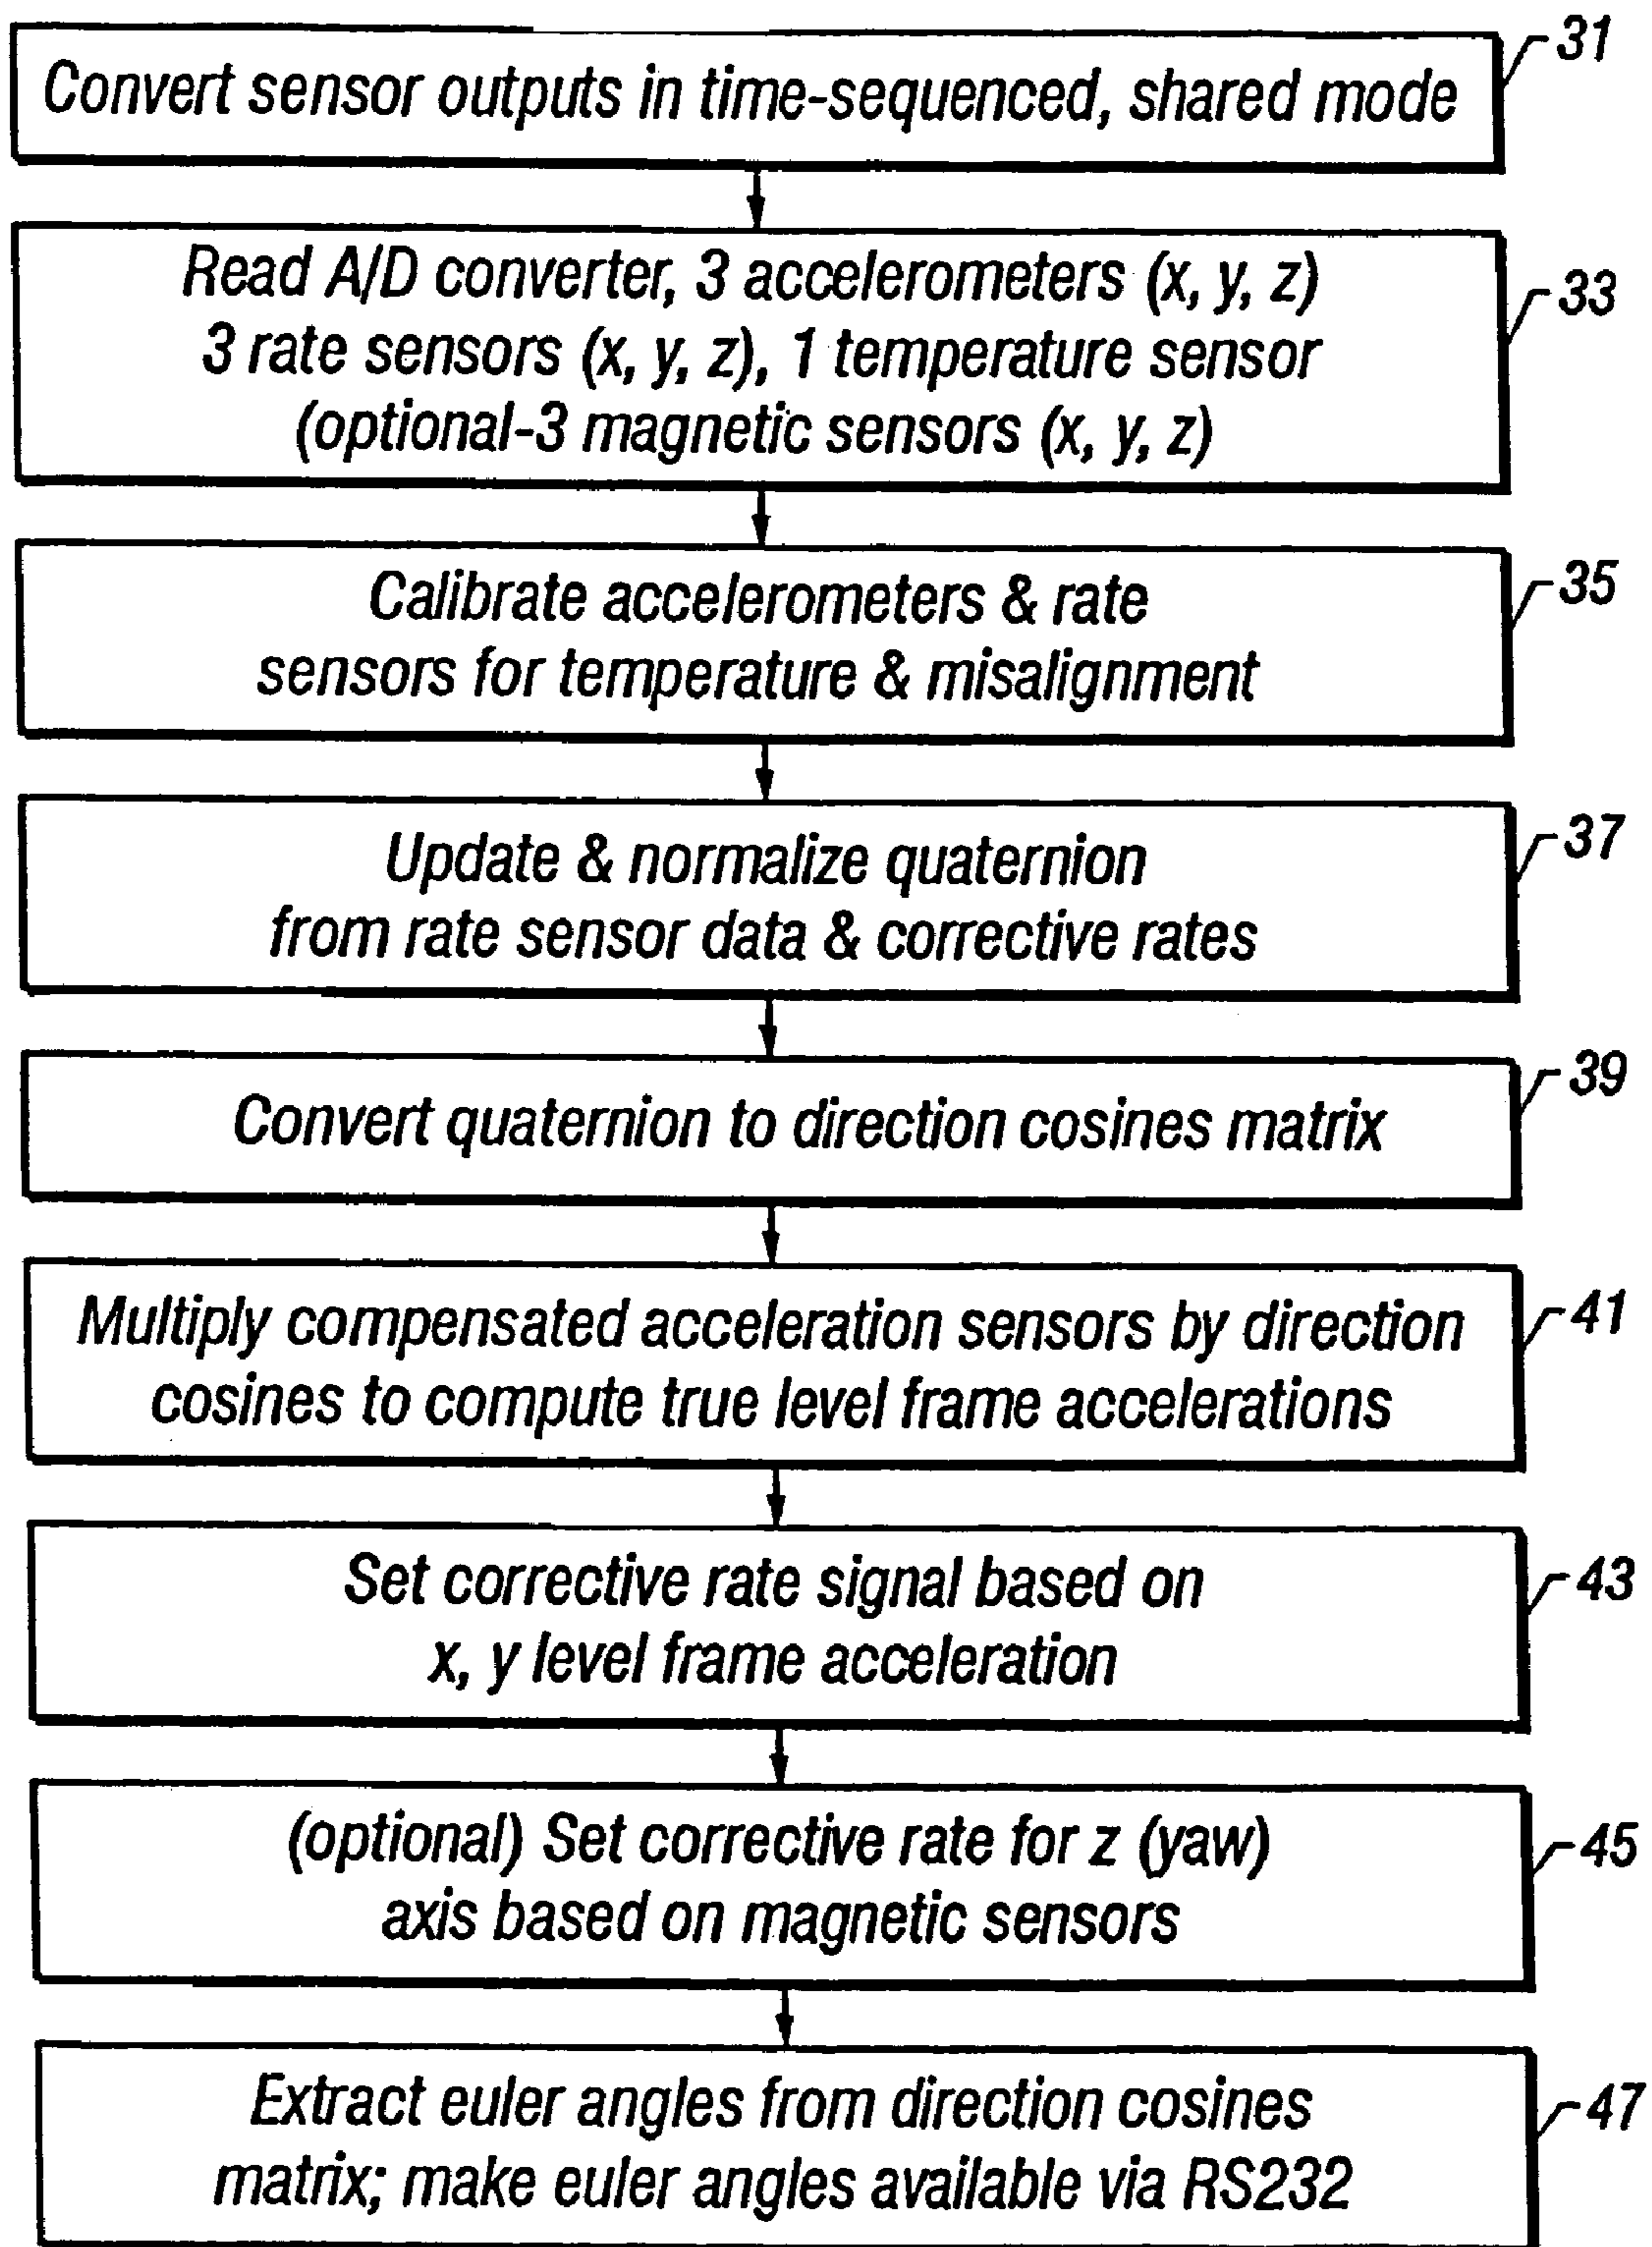 31
Convert sensor outputs in time-sequenced, shared mode
Read A/D converter, 3 accelerometers (x, y, z)
3 rate sensors (x, y, z), 1 temperature sensor
(optional-3 magnetic sensors (x, y, z)
33
Calibrate accelerometers & rate
sensors for temperature & misalignment
35
Update & normalize quaternion
from rate sensor data & corrective rates
37
Convert quaternion to direction cosines matrix
39
Multiply compensated acceleration sensors by direction
cosines to compute true level frame accelerations
41
Set corrective rate signal based on
x, y level frame acceleration
43
(optional) Set corrective rate for z (yaw)
axis based on magnetic sensors
45
Extract euler angles from direction cosines
matrix; make euler angles available via RS232
47